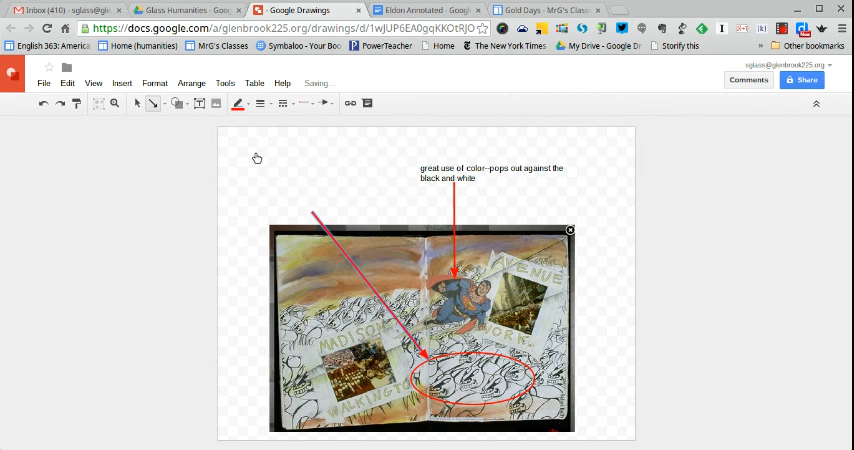 Inbox (410) - sglass@gle
Glass Humanities - Goog
- Google Drawings
Eldon Annotated - Googl
Gold Days - MrG's Class
https://docs.google.com/a/glenbrook225.org/drawings/d/1wJUP6EA0gqKKOtRJO
English 363: America
Home (humanities)
MrG's Classes
Symbaloo - Your Boo
PowerTeacher
Home
The New York Times
My Drive - Google Dr
Storify this
»
Other bookmarks
sglass@glenbrook225.org
File Edit View Insert Format Arrange Tools Table Help Saving...
Comments
Share
great use of color--pops out against the
black and white
AVENUE
MADISON
WORK.
WALKING TO